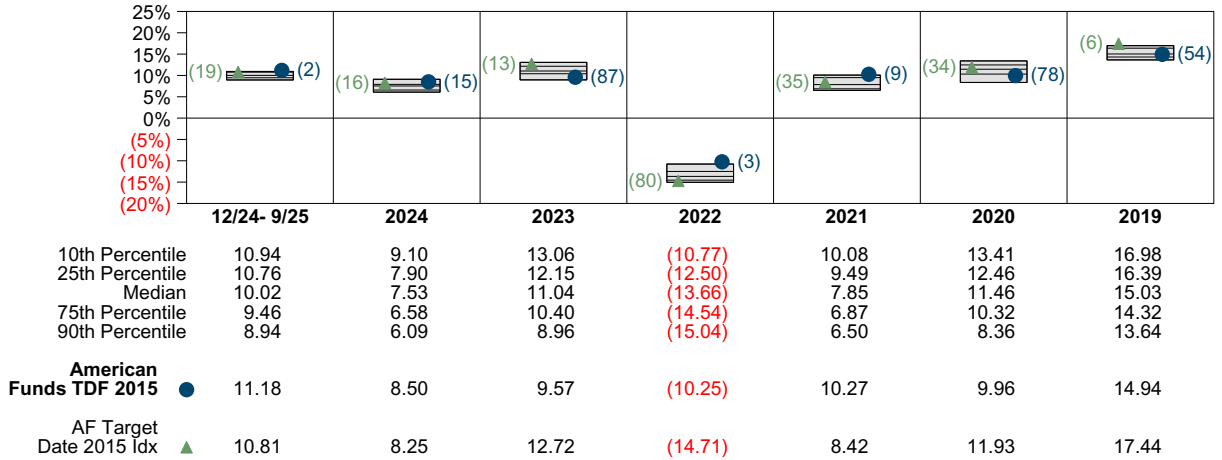 25%
20%
15%
10%
5%
0%
(5%)
(10%)
(15%)
(20%)
(19) (2) (16) (15) (13) (87) (80) (3) (35) (9) (34) (78) (6) (54)
12/24- 9/25 2024 2023 2022 2021 2020 2019
10th Percentile 10.94 9.10 13.06 (10.77) 10.08 13.41 16.98
25th Percentile 10.76 7.90 12.15 (12.50) 9.49 12.46 16.39
Median 10.02 7.53 11.04 (13.66) 7.85 11.46 15.03
75th Percentile 9.46 6.58 10.40 (14.54) 6.87 10.32 14.32
90th Percentile 8.94 6.09 8.96 (15.04) 6.50 8.36 13.64
American
Funds TDF 2015 11.18 8.50 9.57 (10.25) 10.27 9.96 14.94
AF Target
Date 2015 Idx 10.81 8.25 12.72 (14.71) 8.42 11.93 17.44